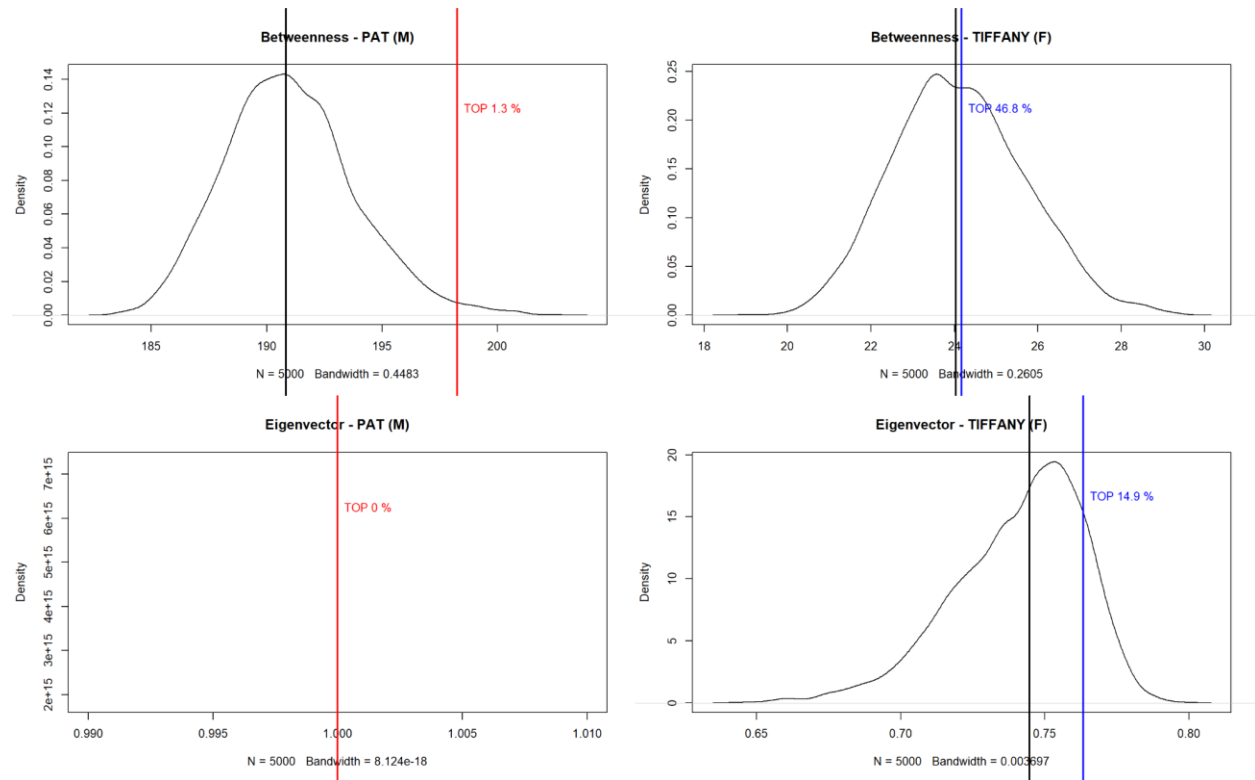 Betweenness - PAT (M)
Density
0.00 0.02 0.04 0.06 0.08 0.10 0.12 0.14
TOP 1.3 %
185 190 195 200
N = 5000 Bandwidth = 0.4483
Betweenness - TIFFANY (F)
Density
0.00 0.05 0.10 0.15 0.20 0.25
TOP 46.8 %
18 20 22 24 26 28 30
N = 5000 Bandwidth = 0.2605
Eigenvector - PAT (M)
Density
2e+15 3e+15 4e+15 5e+15 6e+15 7e+15
TOP 0 %
0.990 0.995 1.000 1.005 1.010
N = 5000 Bandwidth = 8.124e-18
Eigenvector - TIFFANY (F)
Density
0 5 10 15 20
TOP 14.9 %
0.65 0.70 0.75 0.80
N = 5000 Bandwidth = 0.003697